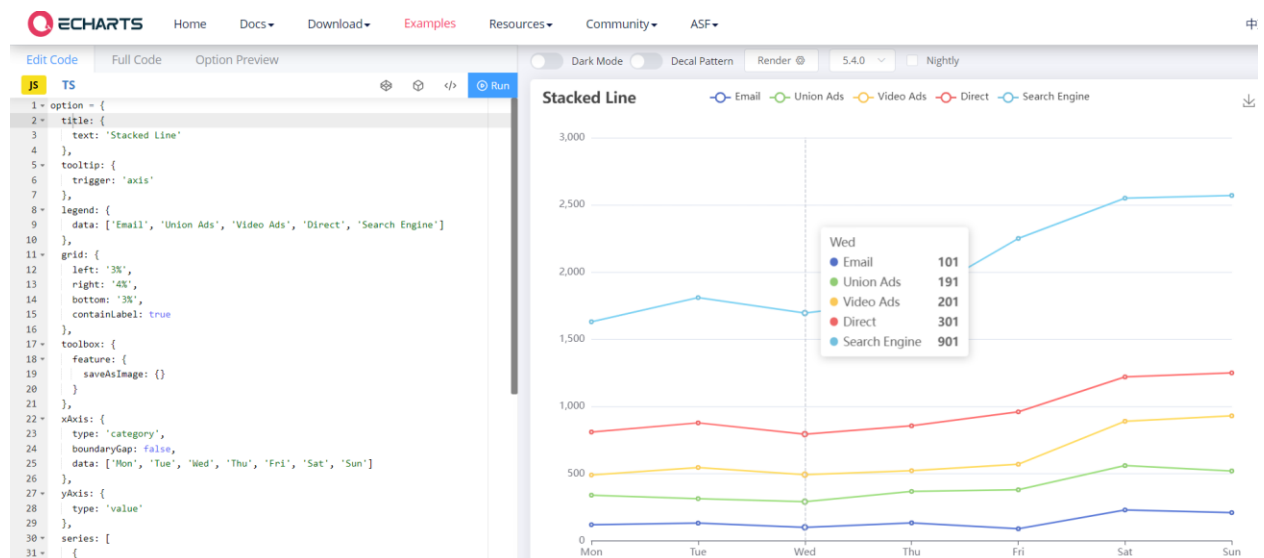 ECHARTS Home Docs Download Examples Resources Community ASF 中
Edit Code Full Code Option Preview
JS TS </> Run
1 option = {
2 title: {
3 text: 'Stacked Line'
4 },
5 tooltip: {
6 trigger: 'axis'
7 },
8 legend: {
9 data: ['Email', 'Union Ads', 'Video Ads', 'Direct', 'Search Engine']
10 },
11 grid: {
12 left: '3%',
13 right: '4%',
14 bottom: '3%',
15 containLabel: true
16 },
17 toolbox: {
18 feature: {
19 saveAsImage: {}
20 }
21 },
22 xAxis: {
23 type: 'category',
24 boundaryGap: false,
25 data: ['Mon', 'Tue', 'Wed', 'Thu', 'Fri', 'Sat', 'Sun']
26 },
27 yAxis: {
28 type: 'value'
29 },
30 series: [
31 {
Dark Mode Decal Pattern Render 5.4.0 Nightly
Stacked Line Email Union Ads Video Ads Direct Search Engine
3,000
2,500
2,000
1,500
1,000
500
0
Wed
Email 101
Union Ads 191
Video Ads 201
Direct 301
Search Engine 901
Mon Tue Wed Thu Fri Sat Sun